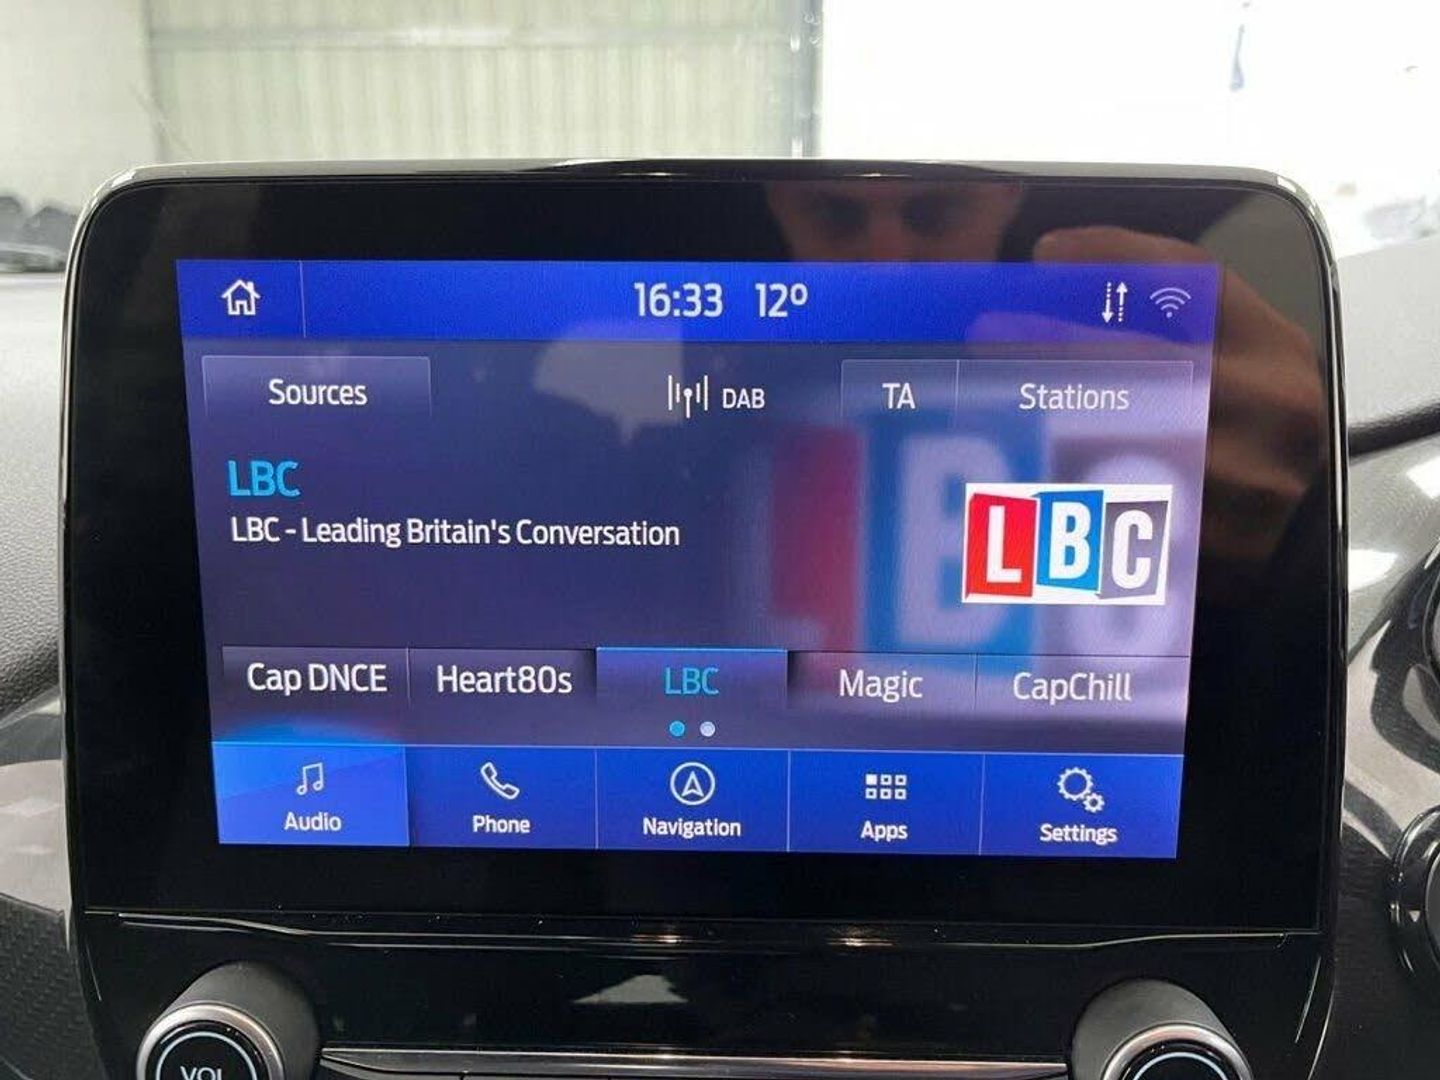 16:33 12º
Sources DAB TA Stations
LBC
LBC - Leading Britain's Conversation
LBC
Cap DNCE Heart80s LBC Magic CapChill
Audio Phone Navigation Apps Settings
VOL